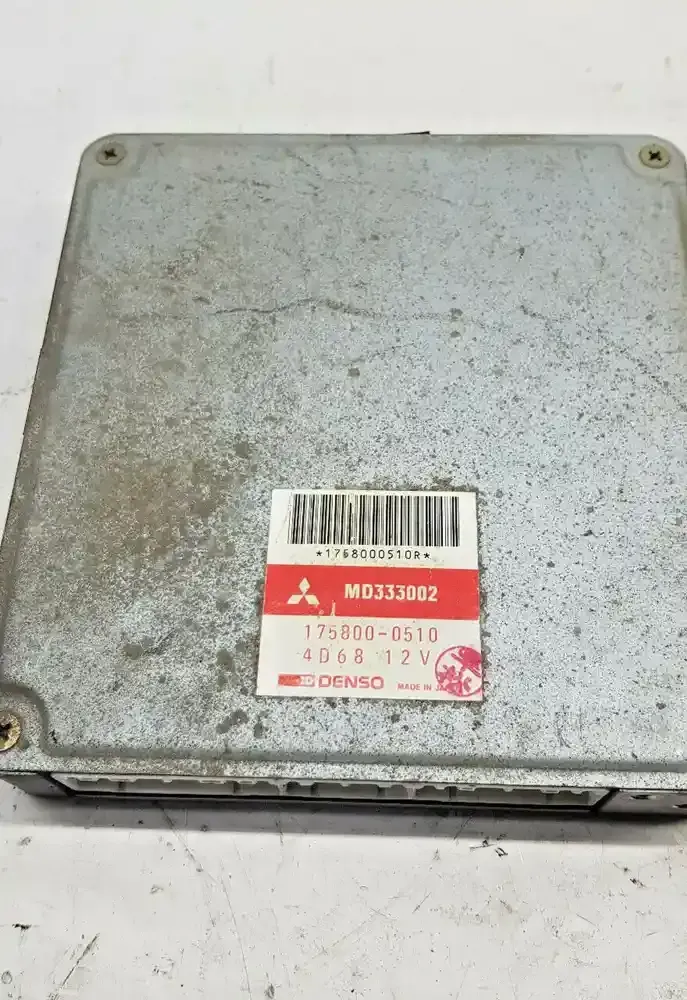 *1758000510R*
MD333002
175800-0510
4D68 12V
DENSO MADE IN